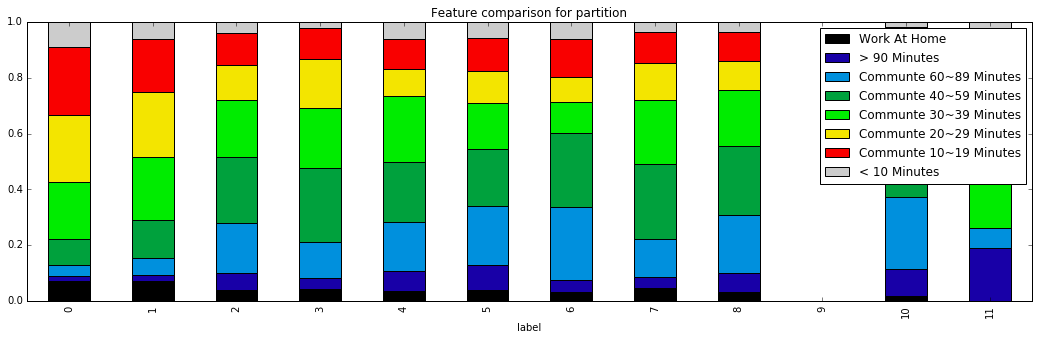 Feature comparison for partition
1.0
0.8
0.6
0.4
0.2
0.0
Work At Home
> 90 Minutes
Communte 60~89 Minutes
Communte 40~59 Minutes
Communte 30~39 Minutes
Communte 20~29 Minutes
Communte 10~19 Minutes
< 10 Minutes
0 1 2 3 4 5 6 7 8 9 10 11
label